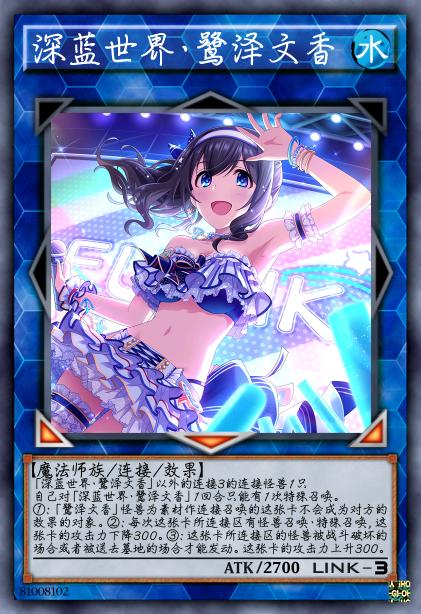 深蓝世界·鹭泽文香 水
【魔法师族/连接/效果】
「深蓝世界·鹭泽文香」以外的连接3的连接怪兽1只
自己对「深蓝世界·鹭泽文香」1回合只能有1次特殊召唤。
①:「鹭泽文香」怪兽为素材作连接召唤的这张卡不会成为对方的
效果的对象。②:每次这张卡所连接区有怪兽召唤·特殊召唤,这
张卡的攻击力下降300。③:这张卡所连接区的怪兽被战斗破坏的
场合或者被送去墓地的场合才能发动。这张卡的攻击力上升300。
ATK/2700 LINK-3
81008102